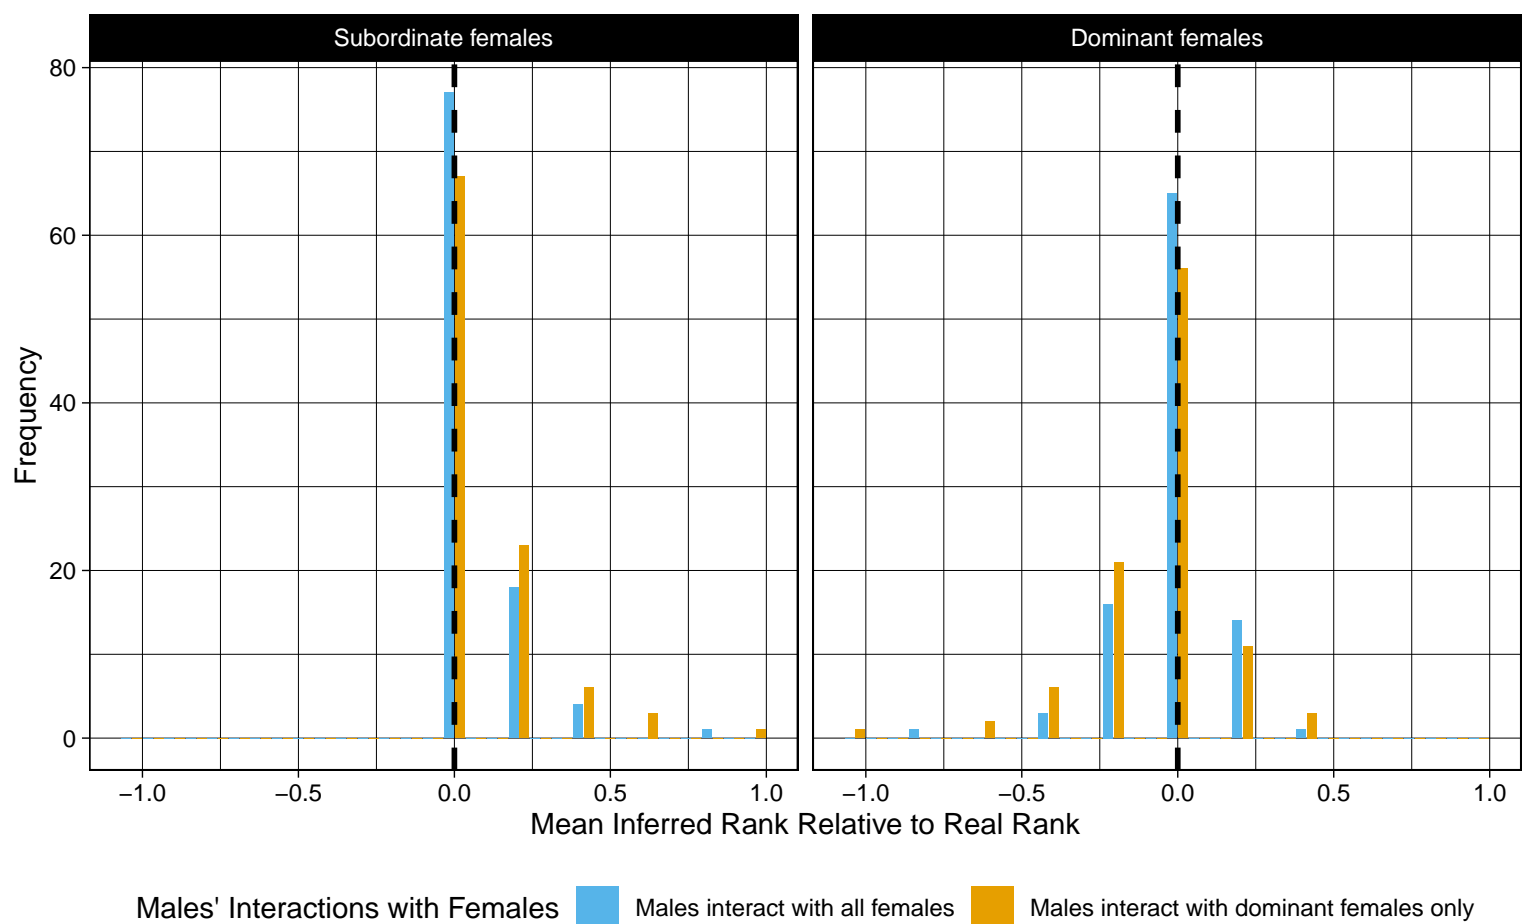 Subordinate females
Dominant females
80
60
40
20
0
Frequency
−1.0 −0.5 0.0 0.5 1.0
−1.0 −0.5 0.0 0.5 1.0
Mean Inferred Rank Relative to Real Rank
Males' Interactions with Females Males interact with all females Males interact with dominant females only